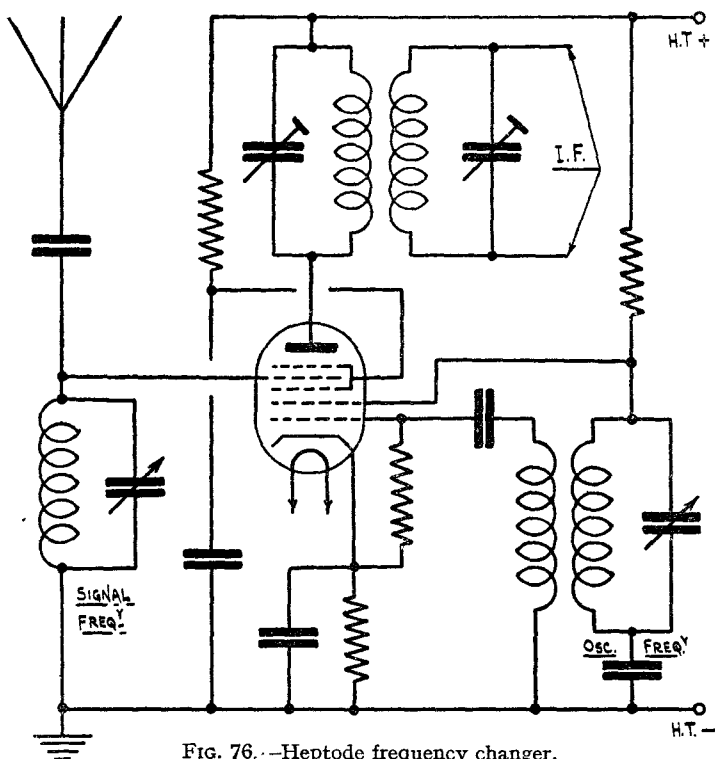 H.T +
I.F.
SIGNAL
FREQY
OSC. FREQY
H.T. —
FIG. 76.—Heptode frequency changer.